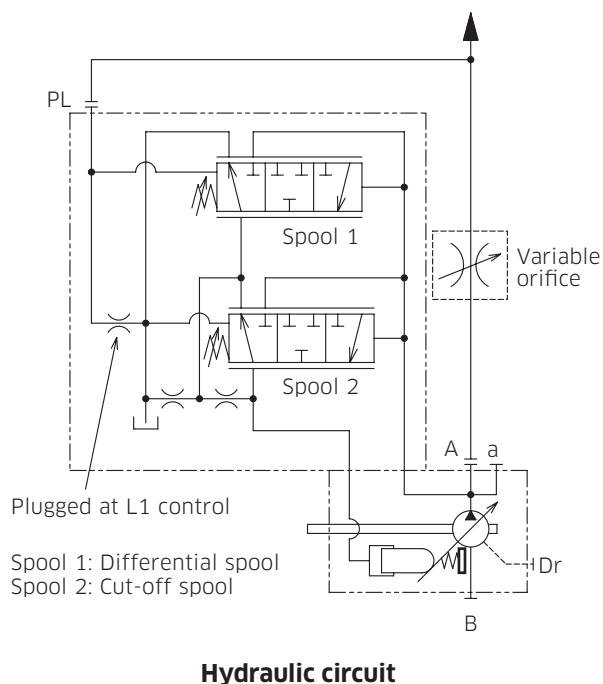 PL
Spool 1
Variable
orifice
Spool 2
A a
Plugged at L1 control
Spool 1: Differential spool
Spool 2: Cut-off spool
Dr
B
Hydraulic circuit